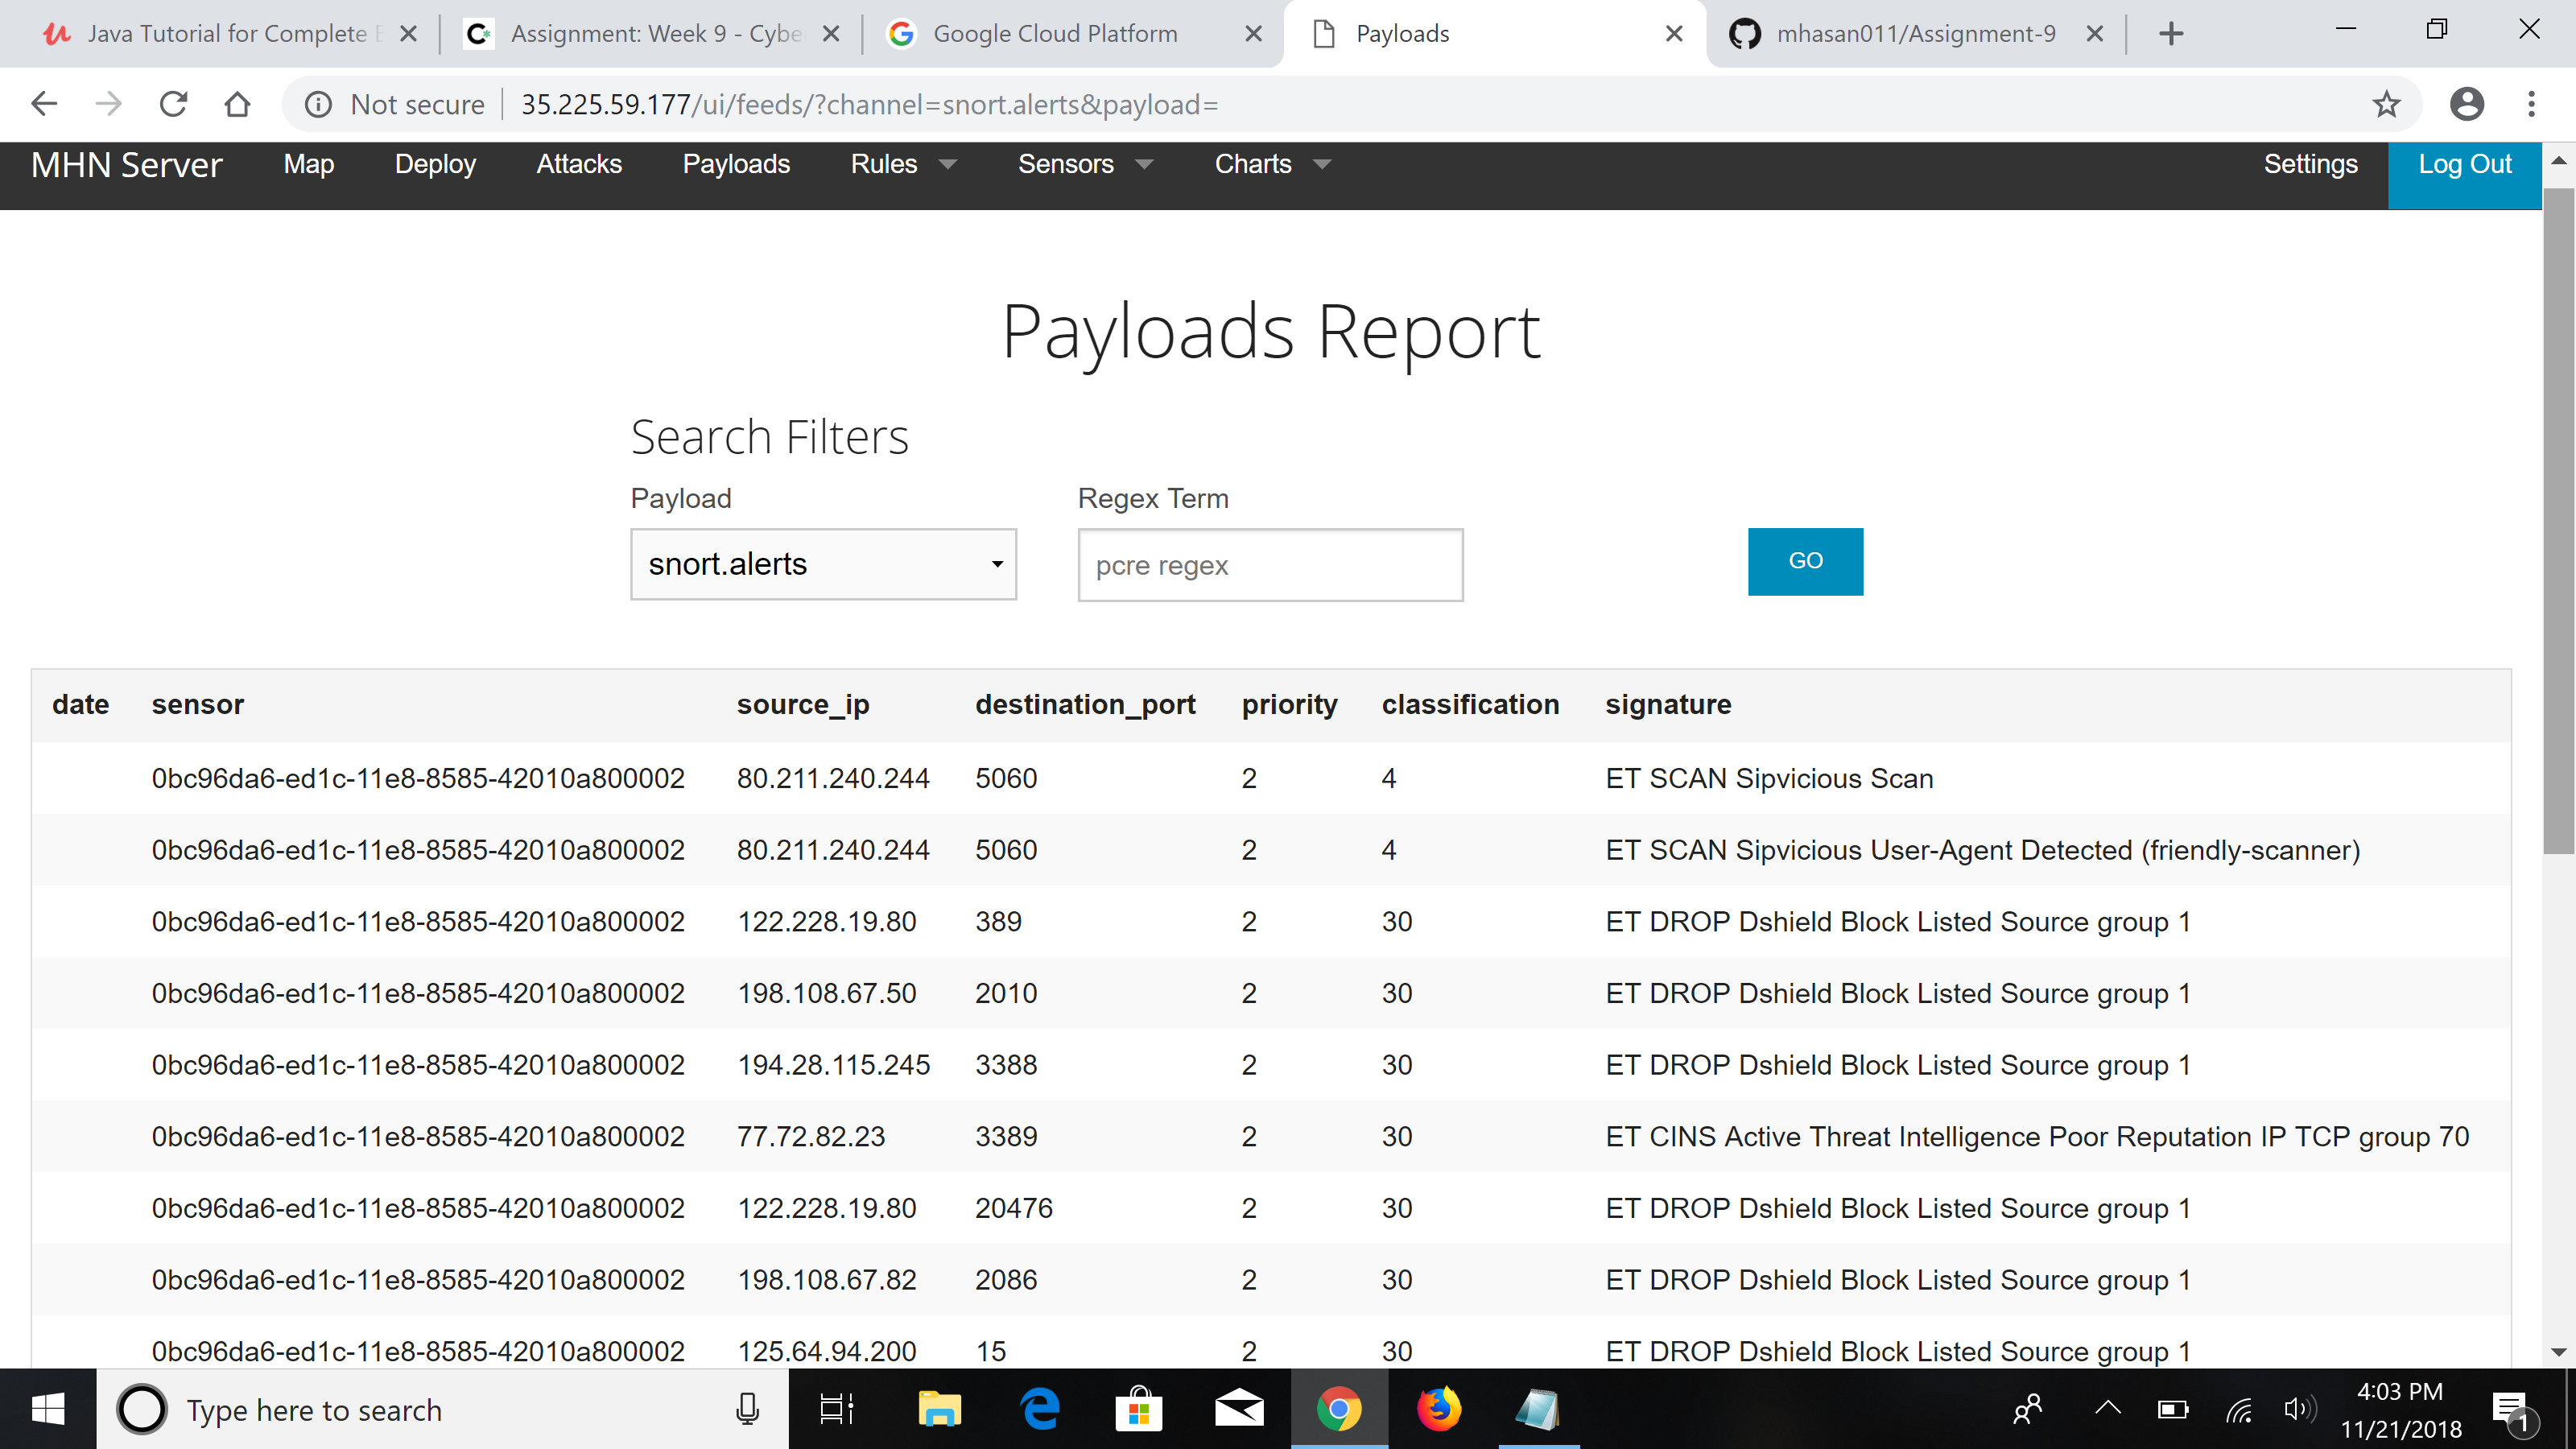 Java Tutorial for Complete
Assignment: Week 9 - Cybe
Google Cloud Platform
Payloads
mhasan011/Assignment-9
Not secure
35.225.59.177/ui/feeds/?channel=snort.alerts&payload=
MHN Server Map Deploy Attacks Payloads Rules Sensors Charts Settings Log Out
Payloads Report
Search Filters
Payload Regex Term
snort.alerts pcre regex GO
date sensor source_ip destination_port priority classification signature
0bc96da6-ed1c-11e8-8585-42010a800002 80.211.240.244 5060 2 4 ET SCAN Sipvicious Scan
0bc96da6-ed1c-11e8-8585-42010a800002 80.211.240.244 5060 2 4 ET SCAN Sipvicious User-Agent Detected (friendly-scanner)
0bc96da6-ed1c-11e8-8585-42010a800002 122.228.19.80 389 2 30 ET DROP Dshield Block Listed Source group 1
0bc96da6-ed1c-11e8-8585-42010a800002 198.108.67.50 2010 2 30 ET DROP Dshield Block Listed Source group 1
0bc96da6-ed1c-11e8-8585-42010a800002 194.28.115.245 3388 2 30 ET DROP Dshield Block Listed Source group 1
0bc96da6-ed1c-11e8-8585-42010a800002 77.72.82.23 3389 2 30 ET CINS Active Threat Intelligence Poor Reputation IP TCP group 70
0bc96da6-ed1c-11e8-8585-42010a800002 122.228.19.80 20476 2 30 ET DROP Dshield Block Listed Source group 1
0bc96da6-ed1c-11e8-8585-42010a800002 198.108.67.82 2086 2 30 ET DROP Dshield Block Listed Source group 1
0bc96da6-ed1c-11e8-8585-42010a800002 125.64.94.200 15 2 30 ET DROP Dshield Block Listed Source group 1
Type here to search
4:03 PM
11/21/2018
1